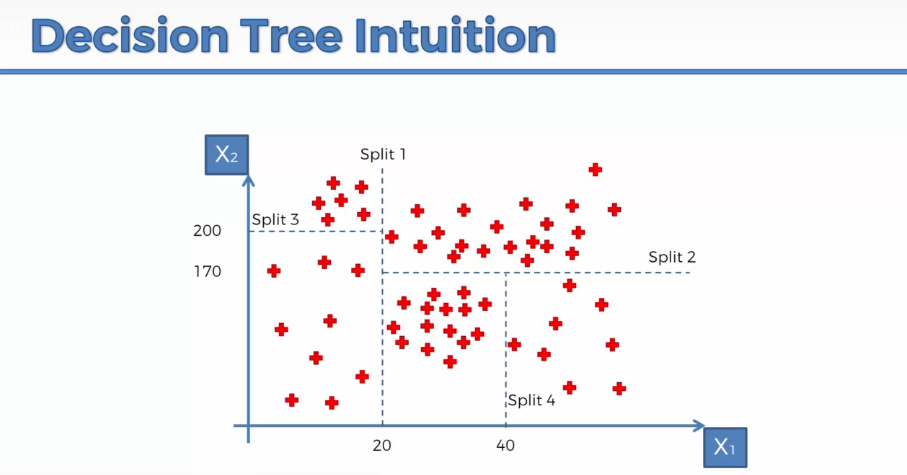 Decision Tree Intuition
X₂
Split 1
Split 3
200
Split 2
170
Split 4
20
40
X₁